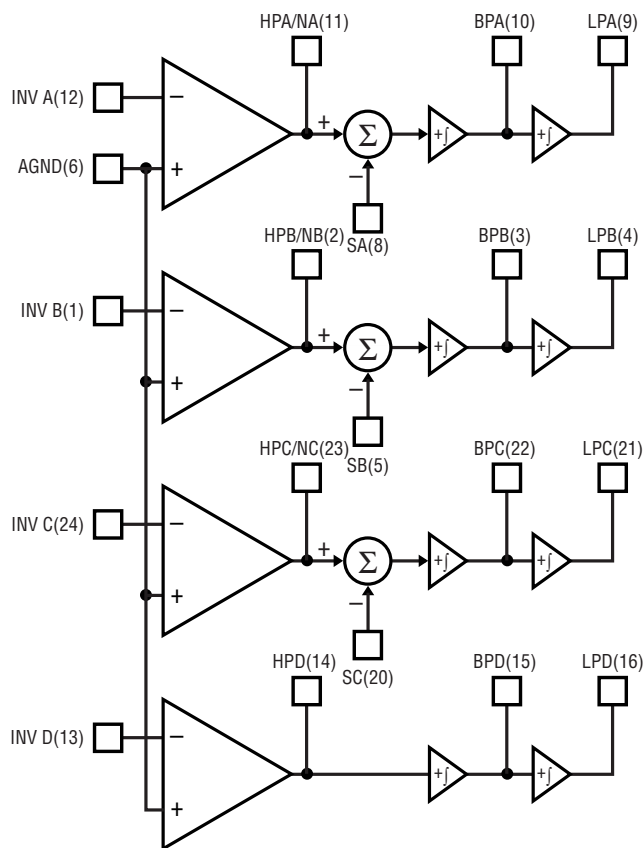 HPA/NA(11)
BPA(10)
LPA(9)
INV A(12)
−
+
Σ
+∫
+∫
AGND(6)
+
−
SA(8)
HPB/NB(2)
BPB(3)
LPB(4)
INV B(1)
−
+
Σ
+∫
+∫
+
−
SB(5)
HPC/NC(23)
BPC(22)
LPC(21)
INV C(24)
−
+
Σ
+∫
+∫
+
−
SC(20)
HPD(14)
BPD(15)
LPD(16)
INV D(13)
−
+∫
+∫
+